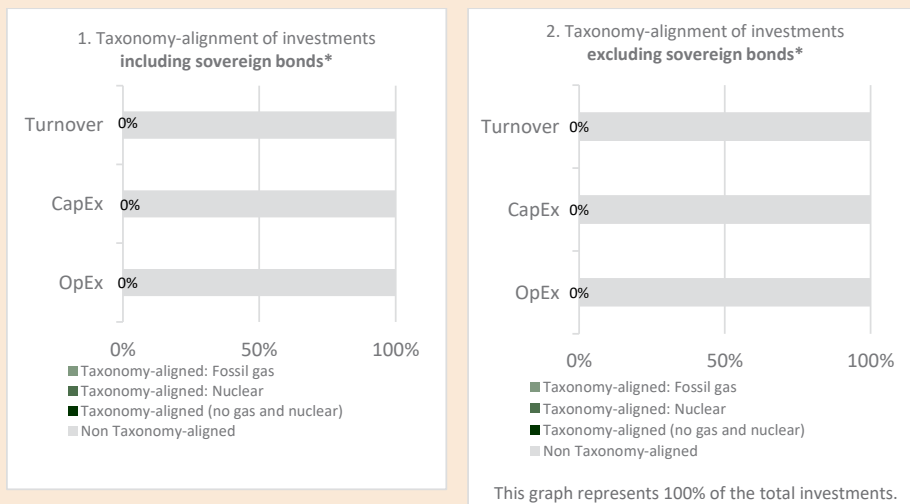 1. Taxonomy-alignment of investments
including sovereign bonds*
Turnover 0%
CapEx 0%
OpEx 0%
0% 50% 100%
Taxonomy-aligned: Fossil gas
Taxonomy-aligned: Nuclear
Taxonomy-aligned (no gas and nuclear)
Non Taxonomy-aligned
2. Taxonomy-alignment of investments
excluding sovereign bonds*
Turnover 0%
CapEx 0%
OpEx 0%
0% 50% 100%
Taxonomy-aligned: Fossil gas
Taxonomy-aligned: Nuclear
Taxonomy-aligned (no gas and nuclear)
Non Taxonomy-aligned
This graph represents 100% of the total investments.